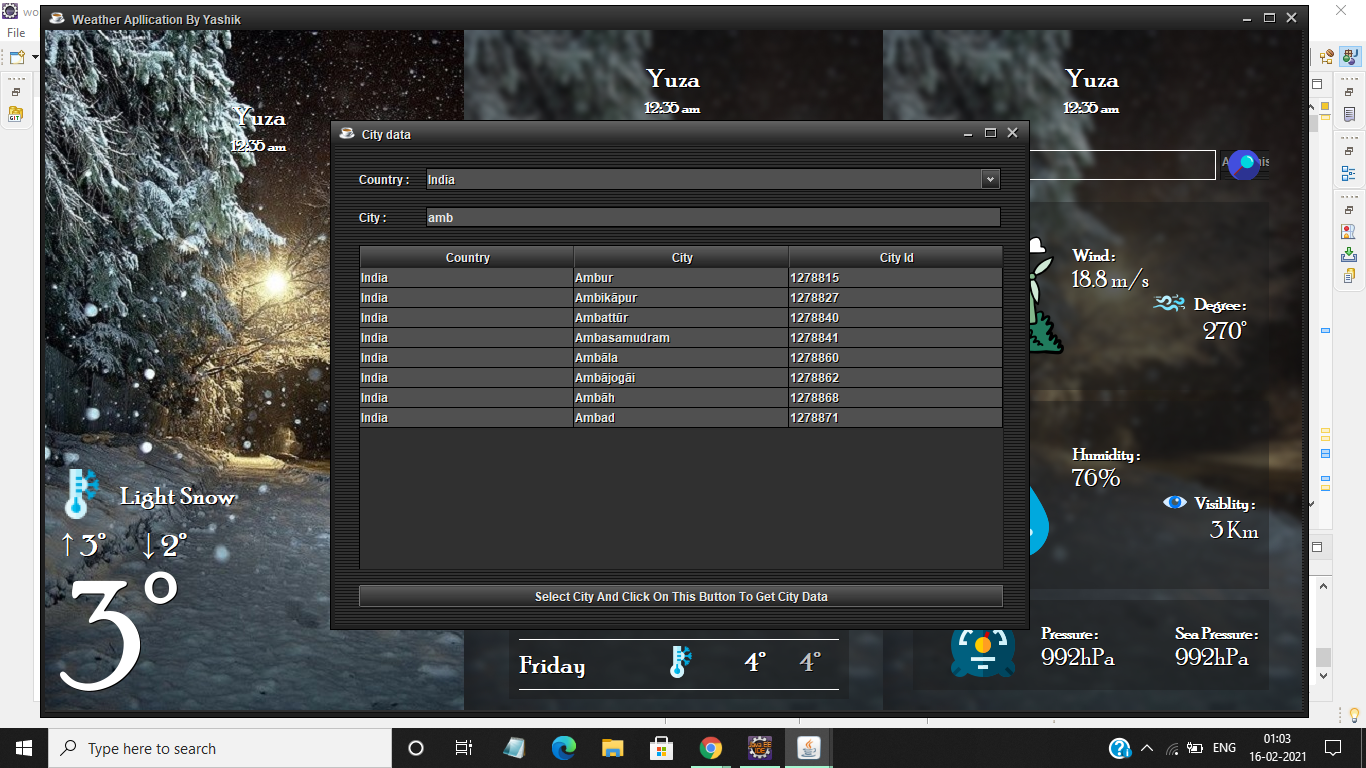 wo
Weather Apllication By Yashik
File
Yuza
12:35 am
Yuza
12:35 am
Yuza
12:35 am
City data
Country : India
City : amb
Country City City Id
India Ambur 1278815
India Ambikāpur 1278827
India Ambattūr 1278840
India Ambasamudram 1278841
India Ambāla 1278860
India Ambājogāi 1278862
India Ambāh 1278868
India Ambad 1278871
Select City And Click On This Button To Get City Data
Wind :
18.8 m/s
Degree :
270°
Humidity :
76%
Visiblity :
3 Km
Light Snow
↑ 3° ↓ 2°
3°
Friday 4° 4°
Pressure :
992hPa
Sea Pressure :
992hPa
GIT
Type here to search
Java EE
IDE
ENG
01:03
16-02-2021